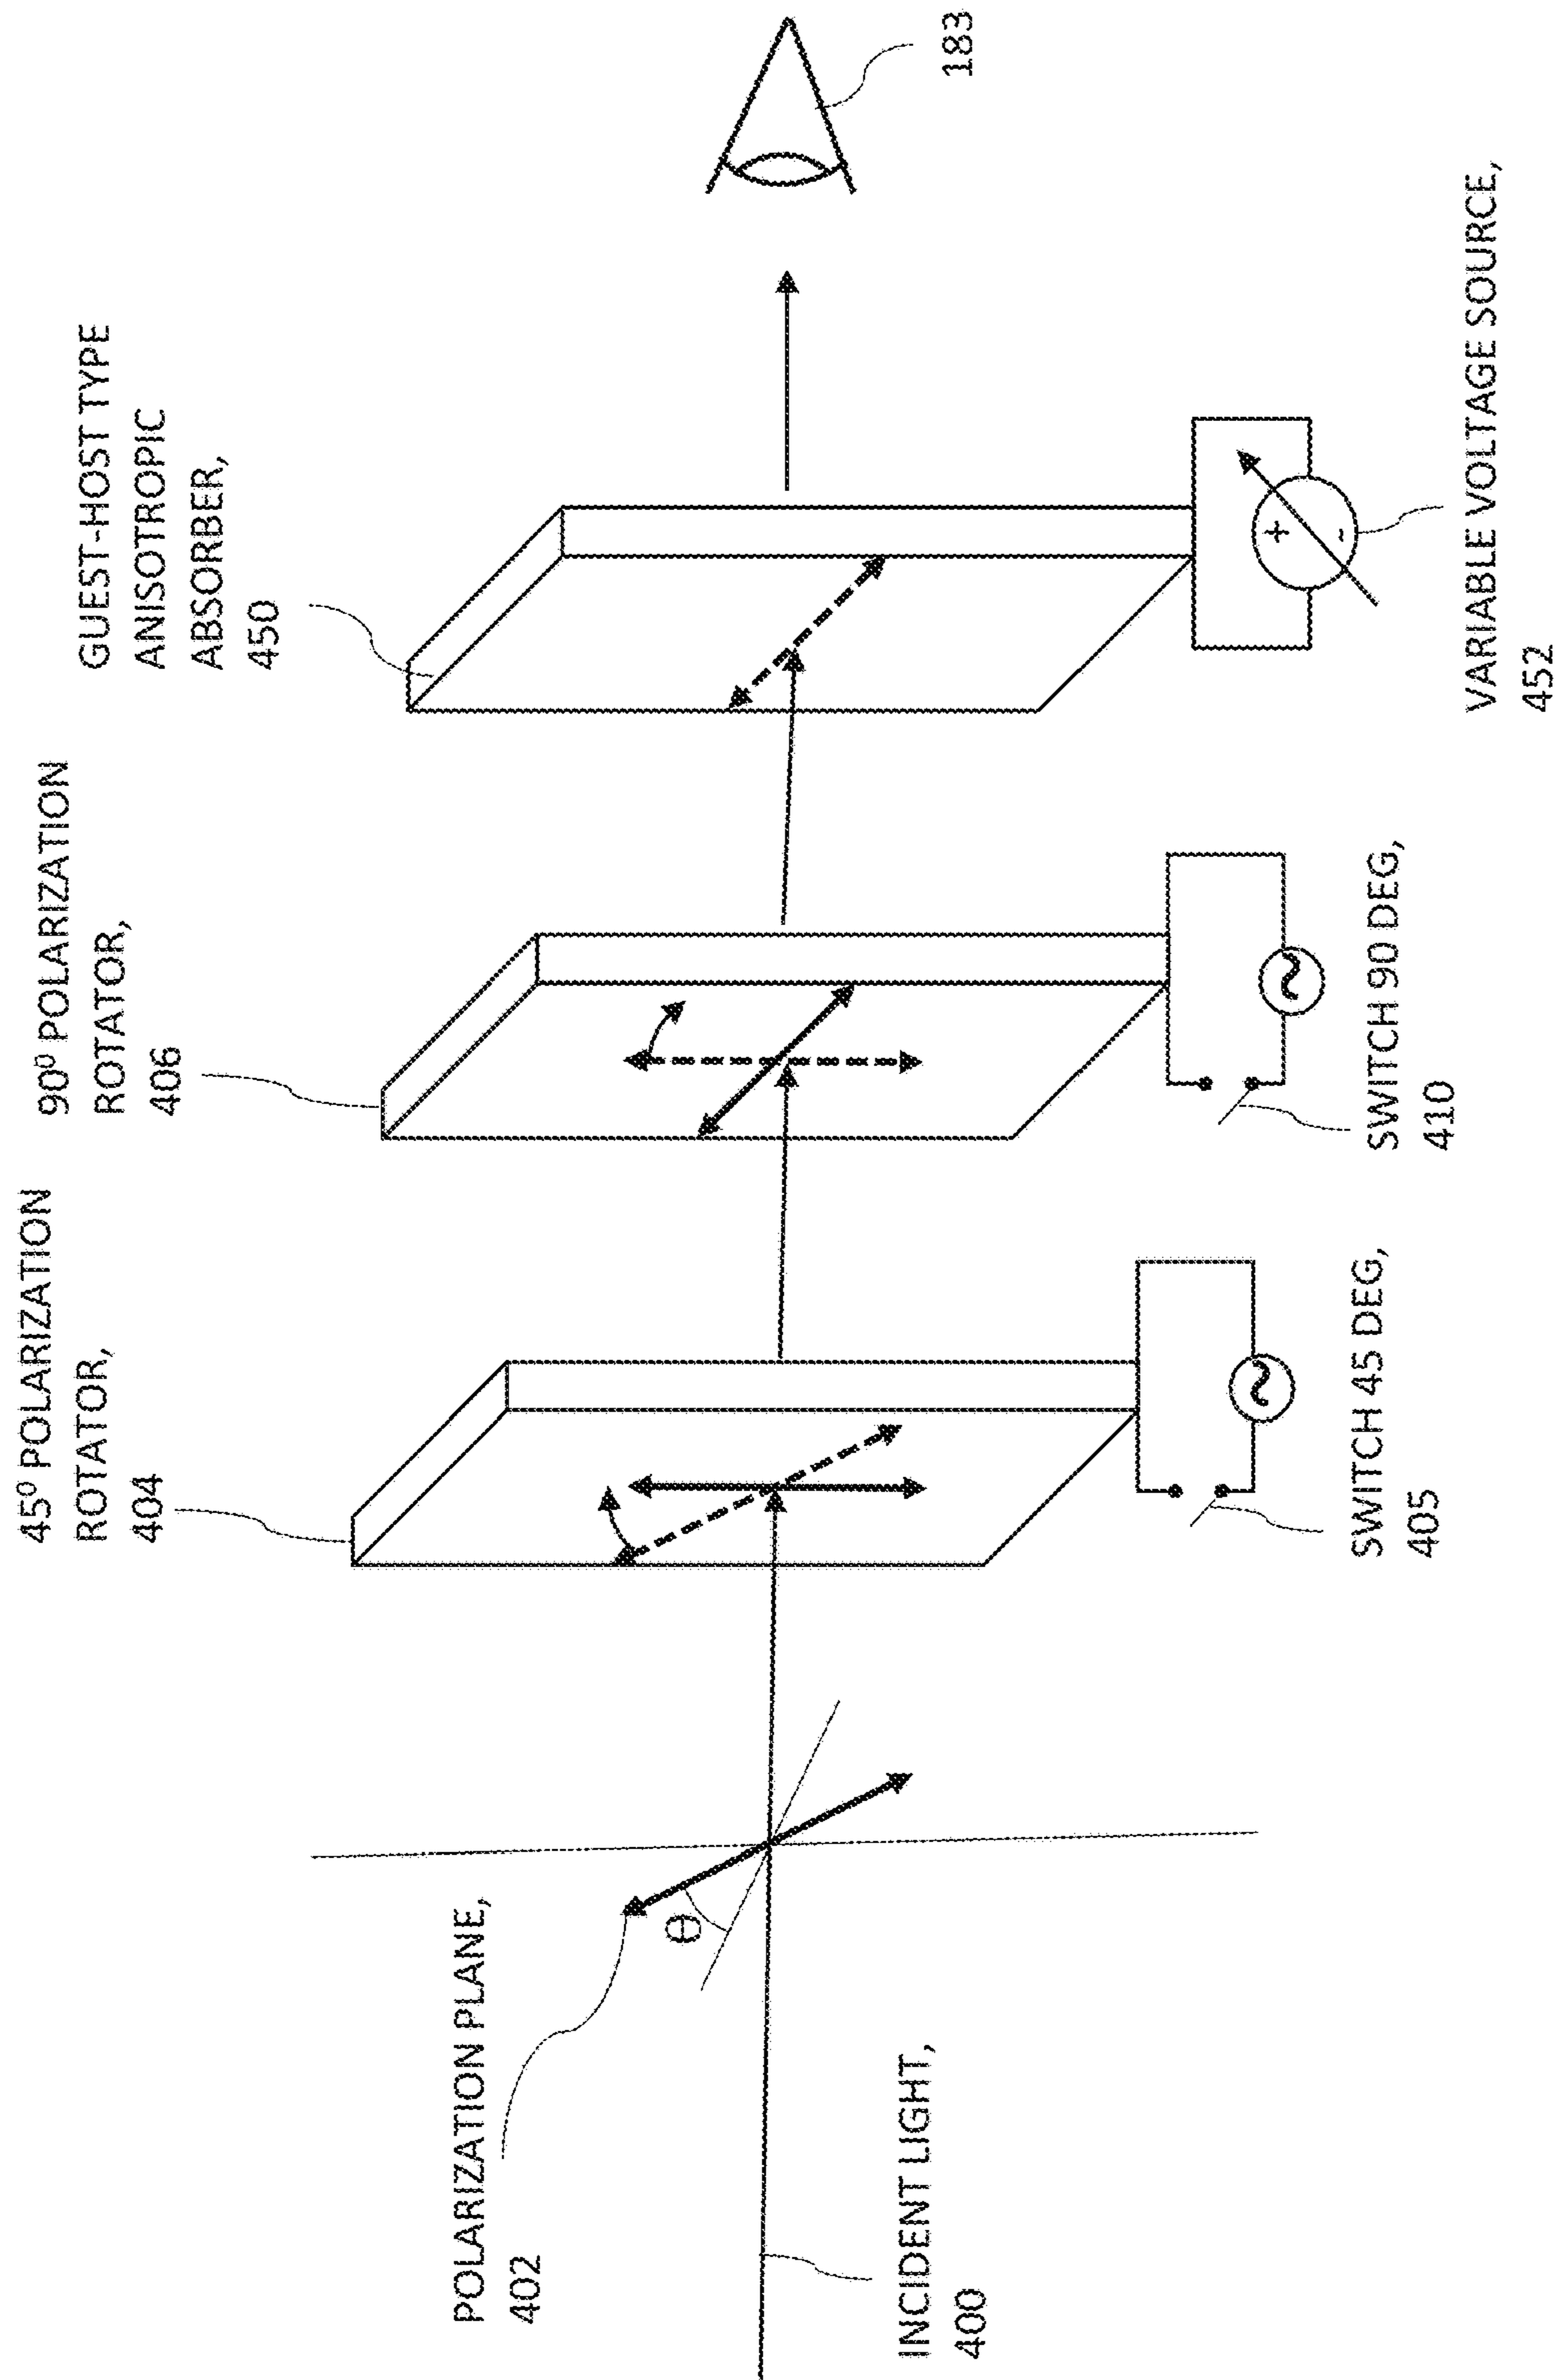 45⁰ POLARIZATION
ROTATOR,
404
90⁰ POLARIZATION
ROTATOR,
406
GUEST-HOST TYPE
ANISOTROPIC
ABSORBER,
450
POLARIZATION PLANE,
402
θ
183
INCIDENT LIGHT,
400
SWITCH 45 DEG,
405
SWITCH 90 DEG,
410
+
-
VARIABLE VOLTAGE SOURCE,
452